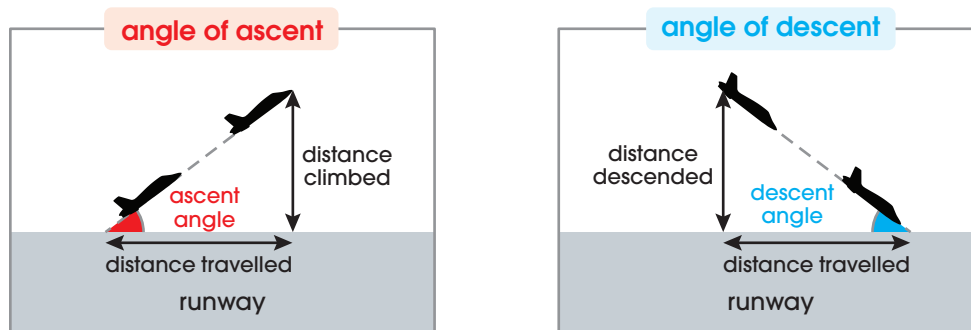 angle of ascent
distance
climbed
ascent
angle
distance travelled
runway
angle of descent
distance
descended
descent
angle
distance travelled
runway